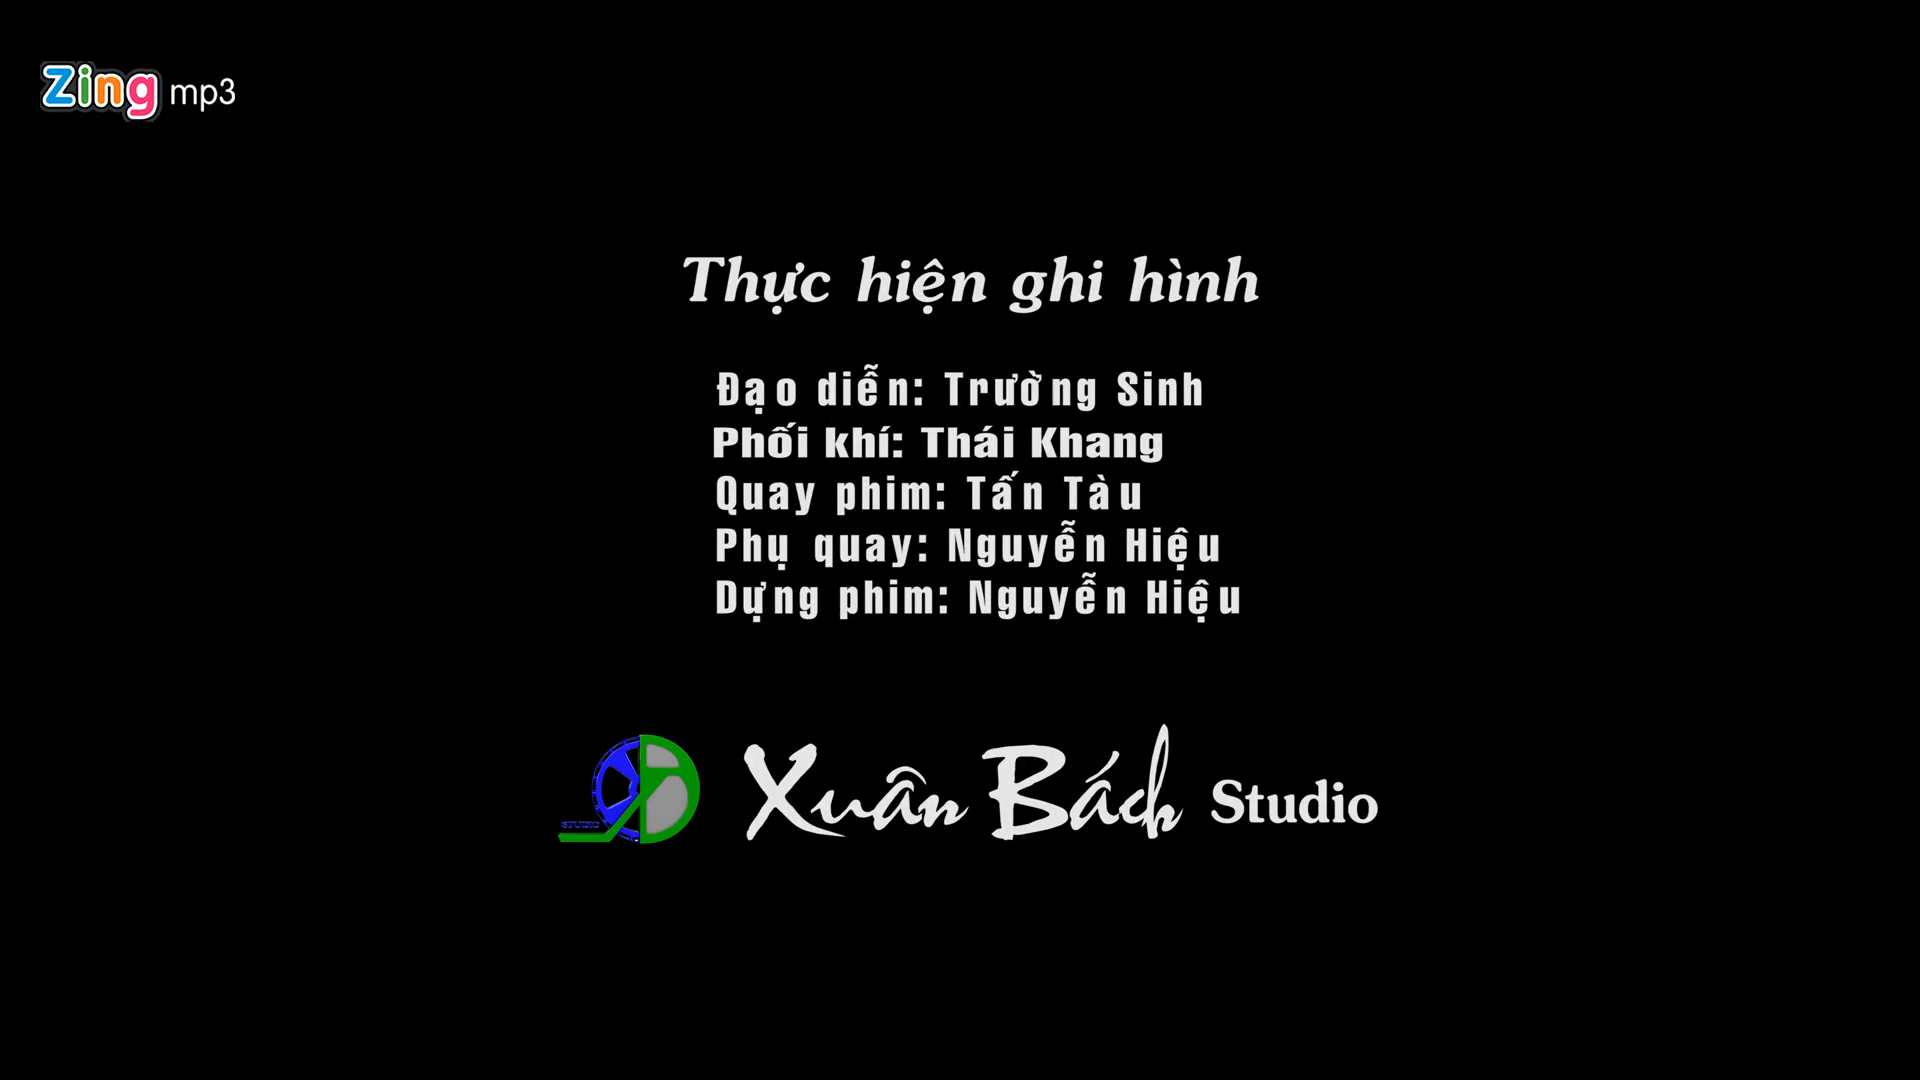 Zing mp3
Thực hiện ghi hình
Đạo diễn: Trường Sinh
Phối khí: Thái Khang
Quay phim: Tấn Tàu
Phụ quay: Nguyễn Hiệu
Dựng phim: Nguyễn Hiệu
STUDIO
Xuân Bách Studio